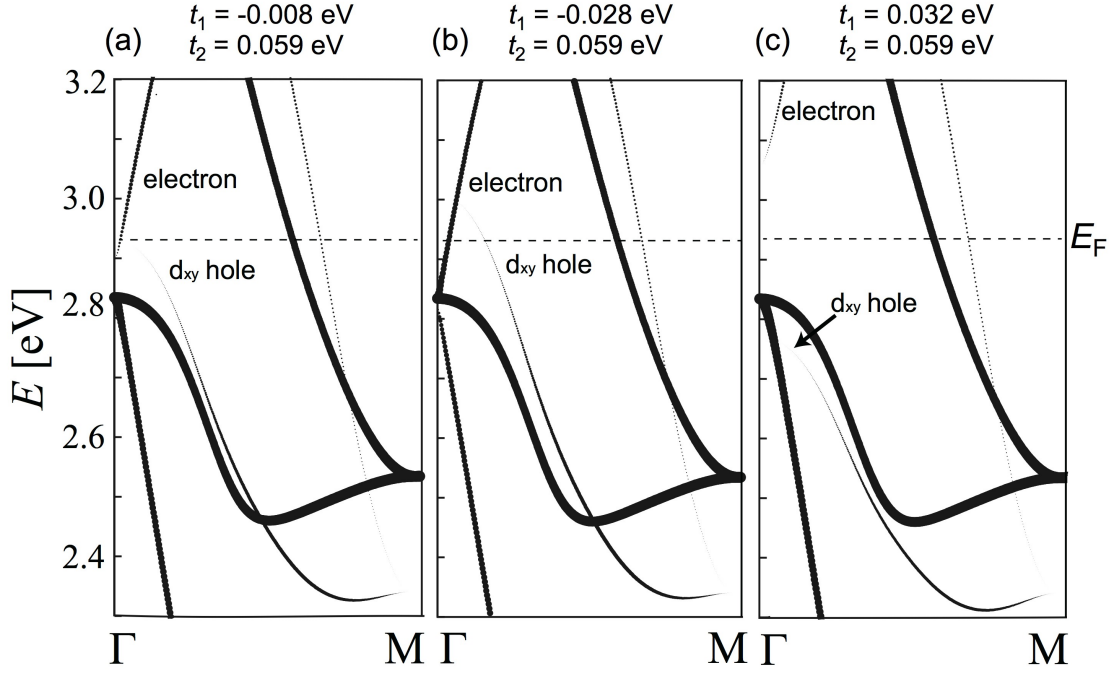 t1 = -0.008 eV
(a) t2 = 0.059 eV
t1 = -0.028 eV
(b) t2 = 0.059 eV
t1 = 0.032 eV
(c) t2 = 0.059 eV
3.2
3.0
2.8
2.6
2.4
E [eV]
electron
dxy hole
electron
dxy hole
electron
dxy hole
EF
Γ M
Γ M
Γ M